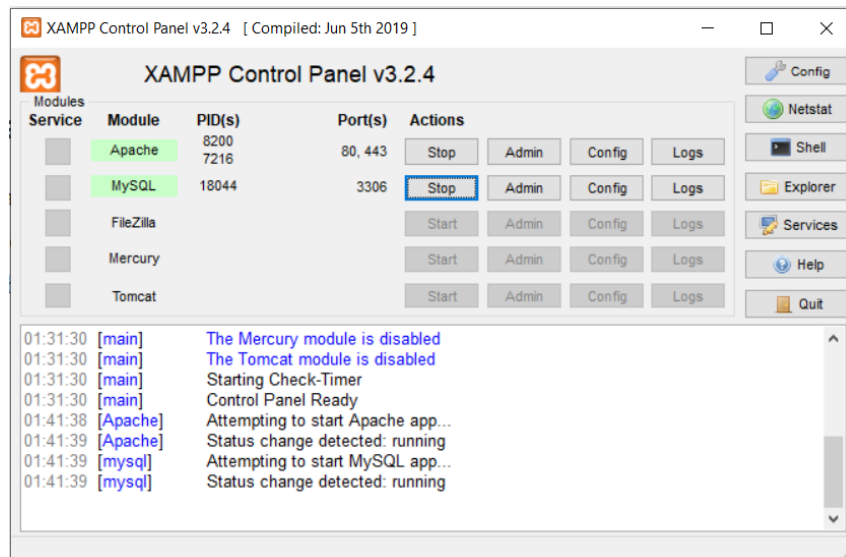 XAMPP Control Panel v3.2.4 [ Compiled: Jun 5th 2019 ]
XAMPP Control Panel v3.2.4
Config
Modules
Service Module PID(s) Port(s) Actions
Netstat
Apache 8200 80, 443 Stop Admin Config Logs
7216
Shell
MySQL 18044 3306 Stop Admin Config Logs
Explorer
FileZilla Start Admin Config Logs
Services
Mercury Start Admin Config Logs
Help
Tomcat Start Admin Config Logs
Quit
01:31:30 [main] The Mercury module is disabled
01:31:30 [main] The Tomcat module is disabled
01:31:30 [main] Starting Check-Timer
01:31:30 [main] Control Panel Ready
01:41:38 [Apache] Attempting to start Apache app...
01:41:39 [Apache] Status change detected: running
01:41:39 [mysql] Attempting to start MySQL app...
01:41:39 [mysql] Status change detected: running